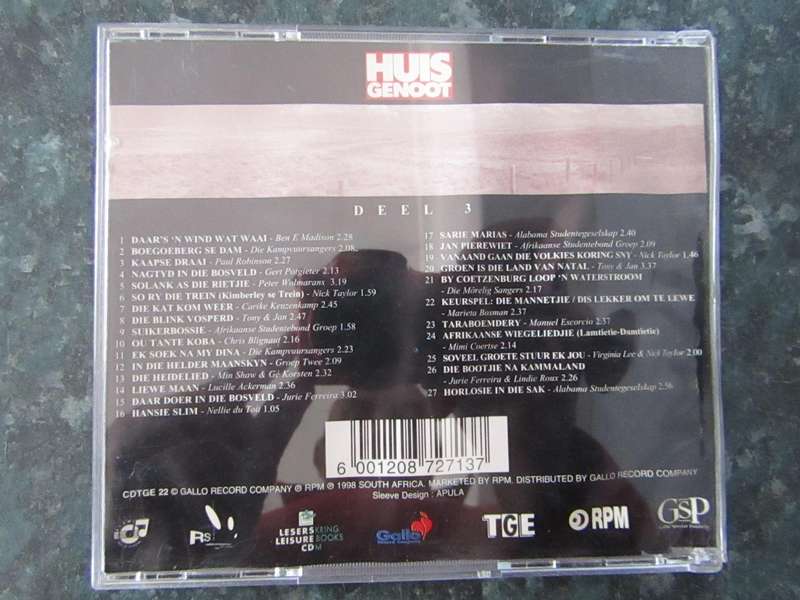 HUIS
GENOOT
DEEL 3
1 DAAR'S 'N WIND WAT WAAI - Ben E Madison 2.28
2 BOEGOEBERG SE DAM - Die Kampvuursangers 2.08
3 KAAPSE DRAAI - Paul Robinson 2.27
4 NAGTYD IN DIE BOSVELD - Gert Potgieter 2.13
5 SOLANK AS DIE RIETJIE - Peter Wolmaranx 3.19
6 SO RY DIE TREIN (Kimberley se Trein) - Nick Taylor 1.59
7 DIE KAT KOM WEER - Carike Keuzenkamp 2.45
8 DIE BLINK VOSPERD - Tony & Jan 2.47
9 SUIKERBOSSIE - Afrikaanse Studentebond Groep 1.58
10 OU TANTE KOBA - Chris Blignaut 2.16
11 EK SOEK NA MY DINA - Die Kampvuursangers 2.23
12 IN DIE HELDER MAANSKYN - Groep Twee 2.09
13 DIE HEIDELIED - Min Shaw & Gé Korsten 2.32
14 LIEWE MAAN - Lucille Ackerman 2.36
15 DAAR DOER IN DIE BOSVELD - Jurie Ferreira 3.02
16 HANSIE SLIM - Nellie du Toit 1.05
17 SARIE MARIAS - Alabama Studentegeselskap 2.40
18 JAN PIEREWIET - Afrikaanse Studentebond Groep 2.09
19 VANAAND GAAN DIE VOLKIES KORING SNY - Nick Taylor 1.46
20 GROEN IS DIE LAND VAN NATAL - Tony & Jan 3.37
21 BY COETZENBURG LOOP 'N WATERSTROOM
- Die Mörelig Sangers 2.17
22 KEURSPEL: DIE MANNETJIE / DIS LEKKER OM TE LEWE
- Marieta Bosman 2.37
23 TARABOEMDERY - Manuel Escorcio 2.37
24 AFRIKAANSE WIEGELIEDJIE (Lamtietie-Damtietie)
- Mimi Coertse 2.14
25 SOVEEL GROETE STUUR EK JOU - Virginia Lee & Nick Taylor 2.00
26 DIE BOOTJIE NA KAMMALAND
- Jurie Ferreira & Lindie Roux 2.26
27 HORLOSIE IN DIE SAK - Alabama Studentegeselskap 2.56
6 001208 727137
CDTGE 22 © GALLO RECORD COMPANY ℗ RPM ℗ 1998 SOUTH AFRICA. MARKETED BY RPM. DISTRIBUTED BY GALLO RECORD COMPANY
Sleeve Design : APULA
RS
LESERSKRING
LEISURE BOOKS
CDM
Gallo
TGE
RPM
GSP